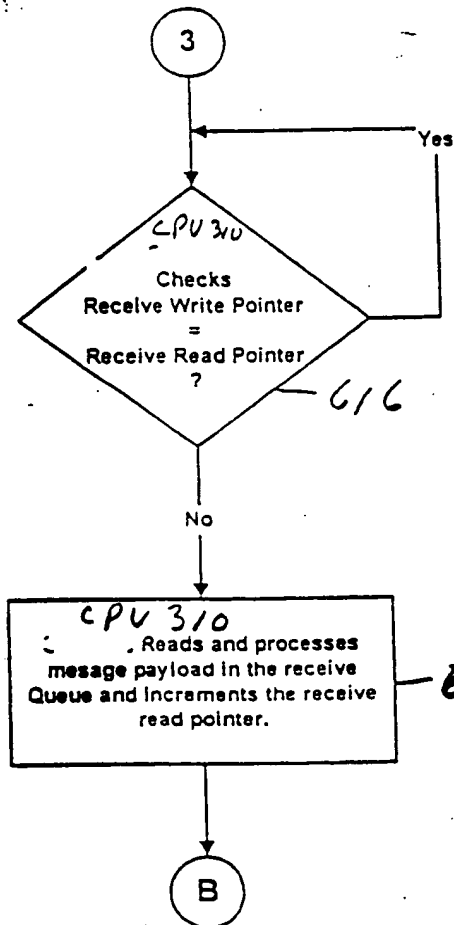 3
Yes
CPU 310
Checks
Receive Write Pointer
=
Receive Read Pointer
?
616
No
CPU 310
Reads and processes
mesage payload in the receive
Queue and increments the receive
read pointer.
B